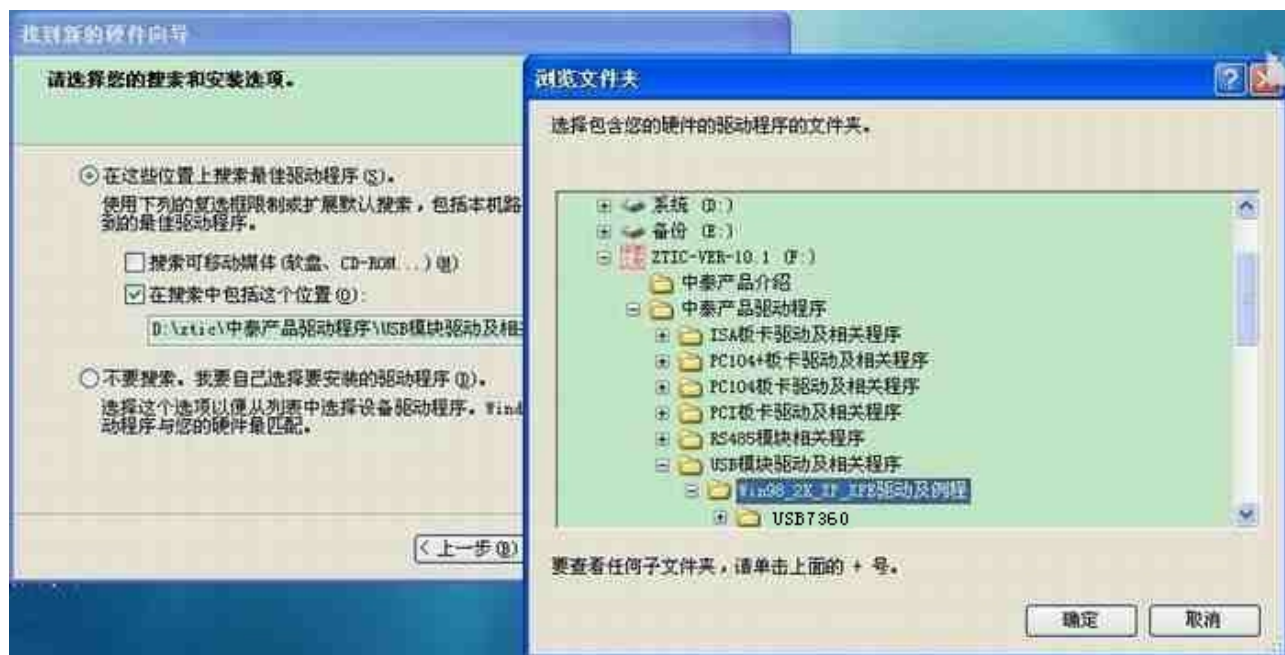 找到新的硬件向导
请选择您的搜索和安装选项。
在这些位置上搜索最佳驱动程序(S)。
使用下列的复选框限制或扩展默认搜索，包括本机路
到的最佳驱动程序。
搜索可移动媒体(软盘、CD-ROM...)(M)
在搜索中包括这个位置(O):
D:\ztic\中泰产品驱动程序\USB模块驱动及相
不要搜索。我要自己选择要安装的驱动程序(D)。
选择这个选项以便从列表中选择设备驱动程序。Wind
动程序与您的硬件最匹配。
< 上一步(B)
浏览文件夹
选择包含您的硬件的驱动程序的文件夹。
系统 (D:)
备份 (E:)
ZTIC-VER-10.1 (F:)
中泰产品介绍
中泰产品驱动程序
ISA板卡驱动及相关程序
PC104+板卡驱动及相关程序
PC104板卡驱动及相关程序
PCI板卡驱动及相关程序
RS485模块相关程序
USB模块驱动及相关程序
Win98_2K_XP_XPE驱动及例程
USB7360
要查看任何子文件夹，请单击上面的 + 号。
确定
取消